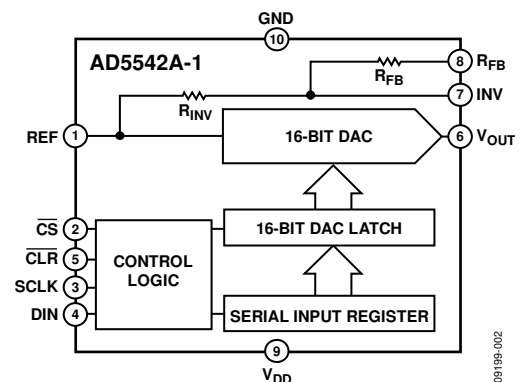 GND
10
AD5542A-1
8 RFB
RFB
RINV
7 INV
REF 1
16-BIT DAC
6 VOUT
CS 2
16-BIT DAC LATCH
CLR 5
CONTROL
LOGIC
SCLK 3
DIN 4
SERIAL INPUT REGISTER
9
VDD
09199-002